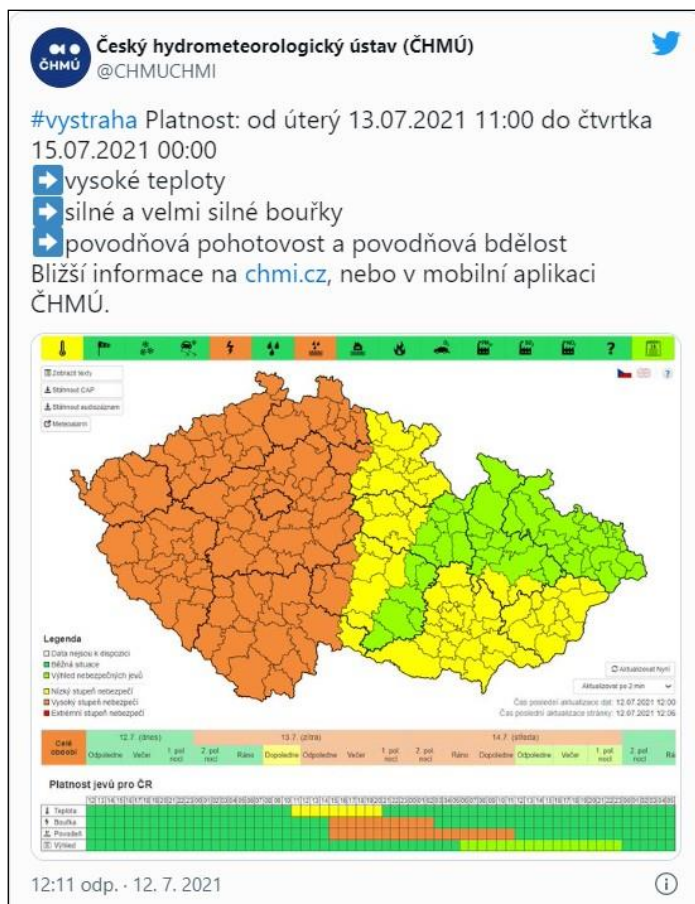 Český hydrometeorologický ústav (ČHMÚ)
@CHMUCHMI
ČHMÚ
#vystraha Platnost: od úterý 13.07.2021 11:00 do čtvrtka
15.07.2021 00:00
➡vysoké teploty
➡silné a velmi silné bouřky
➡povodňová pohotovost a povodňová bdělost
Bližší informace na chmi.cz, nebo v mobilní aplikaci
ČHMÚ.
Zobrazit texty
Stáhnout CAP
Stáhnout audiozáznam
Meteoalarm
Legenda
Data nejsou k dispozici
Běžná situace
Výhled nebezpečných jevů
Nízký stupeň nebezpečí
Vysoký stupeň nebezpečí
Extrémní stupeň nebezpečí
Aktualizovat Nyní
Aktualizovat po 2 min
Čas poslední aktualizace dat: 12.07.2021 12:00
Čas poslední aktualizace stránky: 12.07.2021 12:06
Celé období
12.7. (dnes) 13.7. (zítra) 14.7. (středa)
Odpoledne Večer 1. pol noci 2. pol noci Ráno Dopoledne Odpoledne Večer 1. pol noci 2. pol noci Ráno Dopoledne Odpoledne Večer 1. pol noci 2. pol noci
Platnost jevů pro ČR
Teplota
Bouřka
Povodeň
Výhled
12:11 odp. · 12. 7. 2021